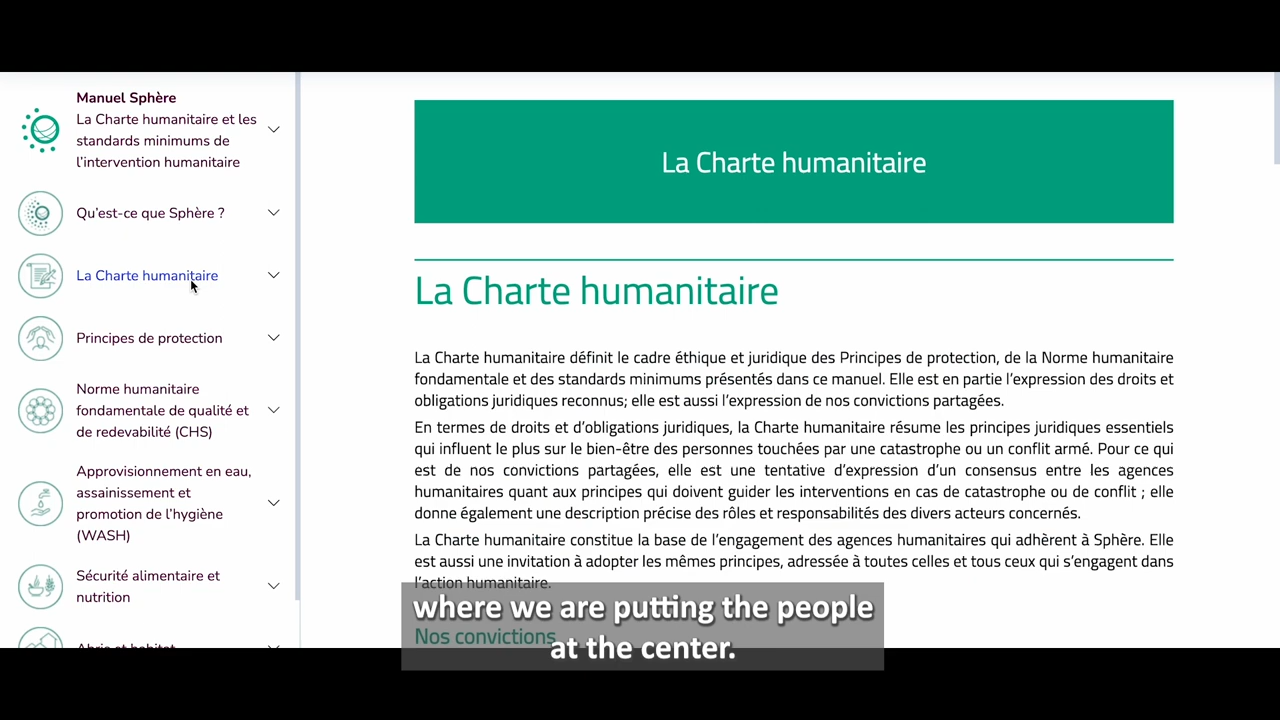 Manuel Sphère
La Charte humanitaire et les
standards minimums de
l’intervention humanitaire
Qu’est-ce que Sphère ?
La Charte humanitaire
Principes de protection
Norme humanitaire
fondamentale de qualité et
de redevabilité (CHS)
Approvisionnement en eau,
assainissement et
promotion de l’hygiène
(WASH)
Sécurité alimentaire et
nutrition
Abris et habitat
La Charte humanitaire
La Charte humanitaire
La Charte humanitaire définit le cadre éthique et juridique des Principes de protection, de la Norme humanitaire
fondamentale et des standards minimums présentés dans ce manuel. Elle est en partie l’expression des droits et
obligations juridiques reconnus; elle est aussi l’expression de nos convictions partagées.
En termes de droits et d’obligations juridiques, la Charte humanitaire résume les principes juridiques essentiels
qui influent le plus sur le bien-être des personnes touchées par une catastrophe ou un conflit armé. Pour ce qui
est de nos convictions partagées, elle est une tentative d’expression d’un consensus entre les agences
humanitaires quant aux principes qui doivent guider les interventions en cas de catastrophe ou de conflit ; elle
donne également une description précise des rôles et responsabilités des divers acteurs concernés.
La Charte humanitaire constitue la base de l’engagement des agences humanitaires qui adhèrent à Sphère. Elle
est aussi une invitation à adopter les mêmes principes, adressée à toutes celles et tous ceux qui s’engagent dans
l’action humanitaire.
Nos convictions
where we are putting the people
at the center.